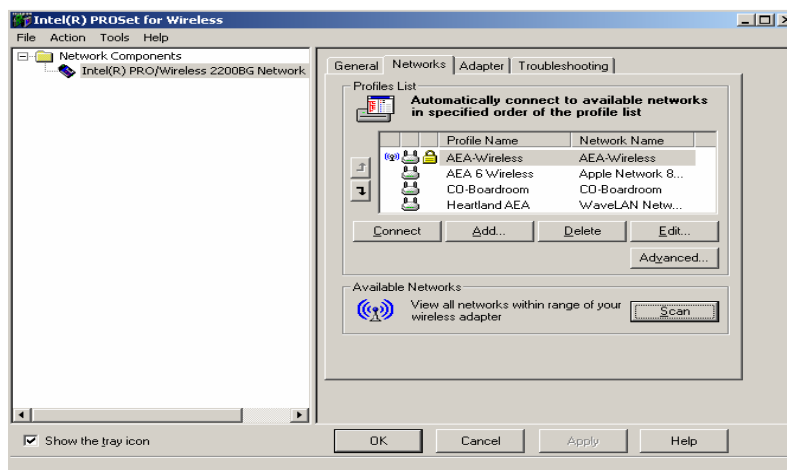 Intel(R) PROSet for Wireless
File Action Tools Help
Network Components
Intel(R) PRO/Wireless 2200BG Network
General Networks Adapter Troubleshooting
Profiles List
Automatically connect to available networks
in specified order of the profile list
Profile Name Network Name
AEA-Wireless AEA-Wireless
AEA 6 Wireless Apple Network 8...
CO-Boardroom CO-Boardroom
Heartland AEA WaveLAN Netw...
Connect Add... Delete Edit...
Advanced...
Available Networks
View all networks within range of your
wireless adapter
Scan
Show the tray icon
OK Cancel Apply Help